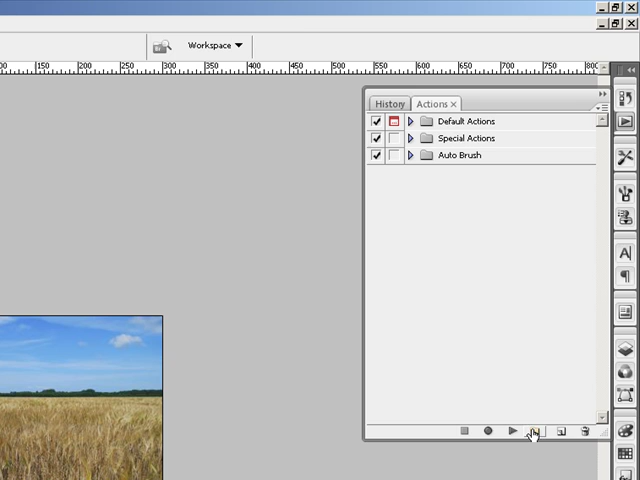 Workspace
150 200 250 300 350 400 450 500 550 600 650 700 750 800
History Actions
Default Actions
Special Actions
Auto Brush